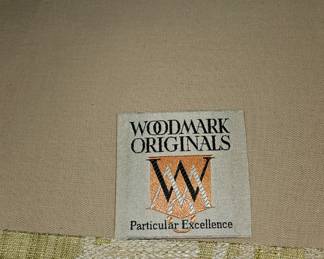 WOODMARK
ORIGINALS
W
Particular Excellence